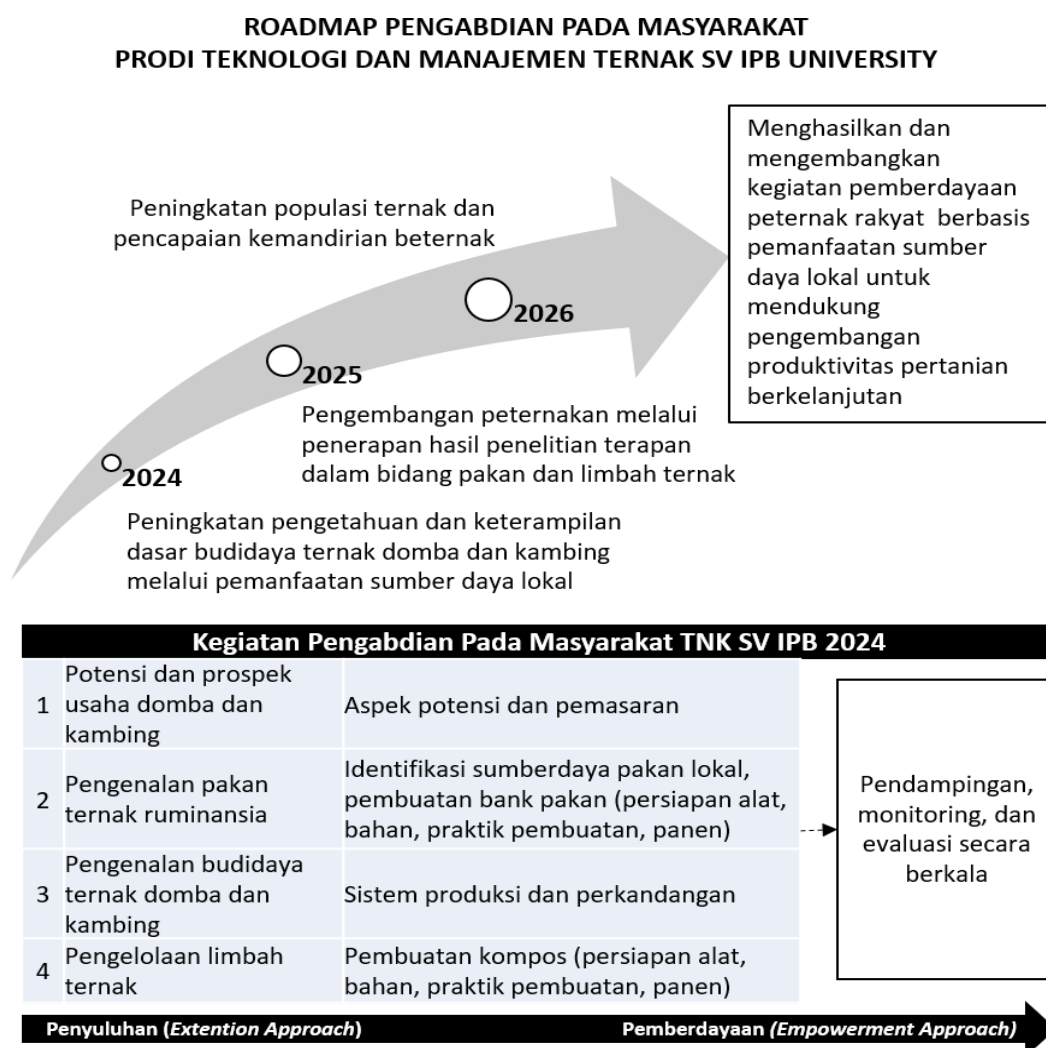 ROADMAP PENGABDIAN PADA MASYARAKAT
PRODI TEKNOLOGI DAN MANAJEMEN TERNAK SV IPB UNIVERSITY
Menghasilkan dan
mengembangkan
kegiatan pemberdayaan
peternak rakyat berbasis
pemanfaatan sumber
daya lokal untuk
mendukung
pengembangan
produktivitas pertanian
berkelanjutan
Peningkatan populasi ternak dan
pencapaian kemandirian beternak
2026
2025
Pengembangan peternakan melalui
penerapan hasil penelitian terapan
dalam bidang pakan dan limbah ternak
2024
Peningkatan pengetahuan dan keterampilan
dasar budidaya ternak domba dan kambing
melalui pemanfaatan sumber daya lokal
Kegiatan Pengabdian Pada Masyarakat TNK SV IPB 2024
1
Potensi dan prospek
usaha domba dan
kambing
Aspek potensi dan pemasaran
2
Pengenalan pakan
ternak ruminansia
Identifikasi sumberdaya pakan lokal,
pembuatan bank pakan (persiapan alat,
bahan, praktik pembuatan, panen)
3
Pengenalan budidaya
ternak domba dan
kambing
Sistem produksi dan perkandangan
4
Pengelolaan limbah
ternak
Pembuatan kompos (persiapan alat,
bahan, praktik pembuatan, panen)
Pendampingan,
monitoring, dan
evaluasi secara
berkala
Penyuluhan (Extention Approach)
Pemberdayaan (Empowerment Approach)